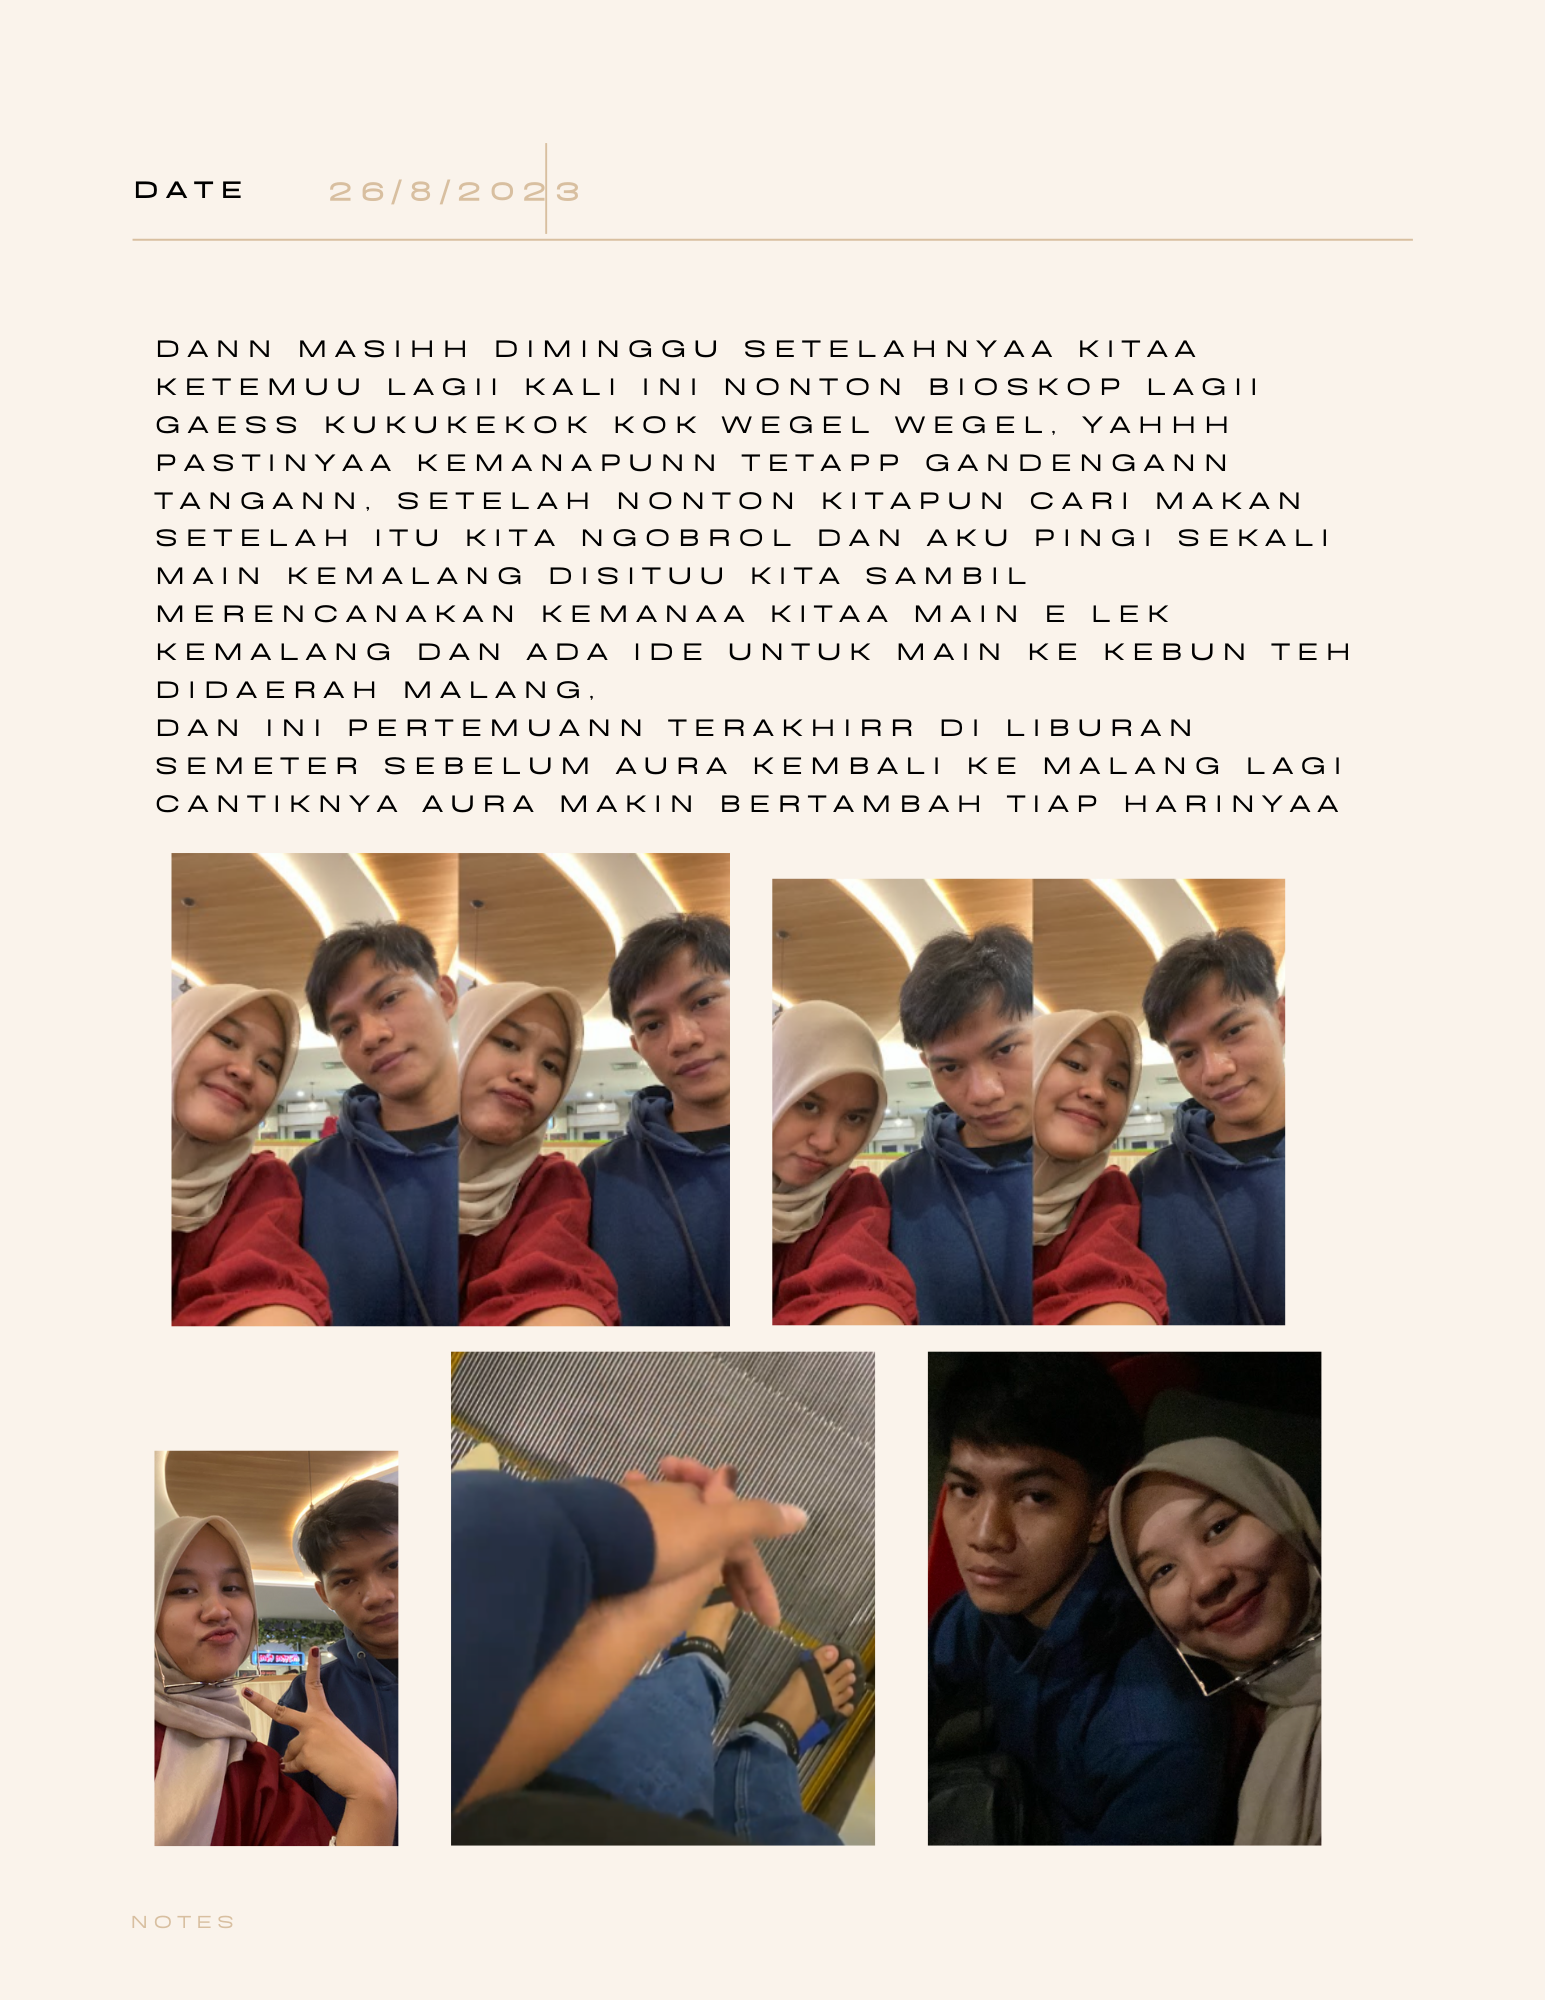 DATE 26/8/2023
DANN MASIHH DIMINGGU SETELAHNYAA KITAA
KETEMUU LAGII KALI INI NONTON BIOSKOP LAGII
GAESS KUKUKEKOK KOK WEGEL WEGEL, YAHHH
PASTINYAA KEMANAPUNN TETAPP GANDENGANN
TANGANN, SETELAH NONTON KITAPUN CARI MAKAN
SETELAH ITU KITA NGOBROL DAN AKU PINGI SEKALI
MAIN KEMALANG DISITUU KITA SAMBIL
MERENCANAKAN KEMANAA KITAA MAIN E LEK
KEMALANG DAN ADA IDE UNTUK MAIN KE KEBUN TEH
DIDAERAH MALANG,
DAN INI PERTEMUANN TERAKHIRR DI LIBURAN
SEMETER SEBELUM AURA KEMBALI KE MALANG LAGI
CANTIKNYA AURA MAKIN BERTAMBAH TIAP HARINYAA
NOTES